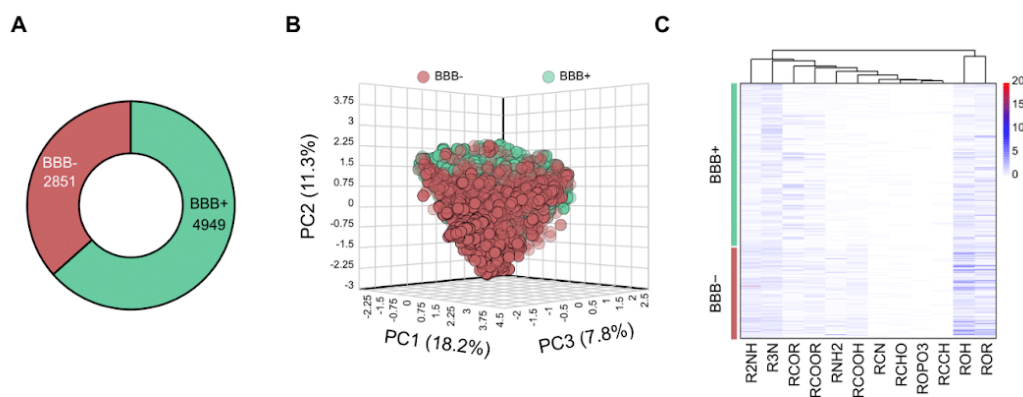 A
BBB-
2851
BBB+
4949
B
BBB-
BBB+
3.75
3
2.25
1.5
0.75
0
-0.75
-1.5
-2.25
-3
PC2 (11.3%)
-2.25
-1.5
-0.75
0
0.75
1.5
2.25
3
3.75
4.5
PC1 (18.2%)
-2
-1.5
-1
-0.5
0
0.5
1
1.5
2
2.5
PC3 (7.8%)
C
BBB+
BBB−
20
15
10
5
0
R2NH
R3N
RCOR
RCOOR
RNH2
RCOOH
RCN
RCHO
ROPO3
RCCH
ROH
ROR